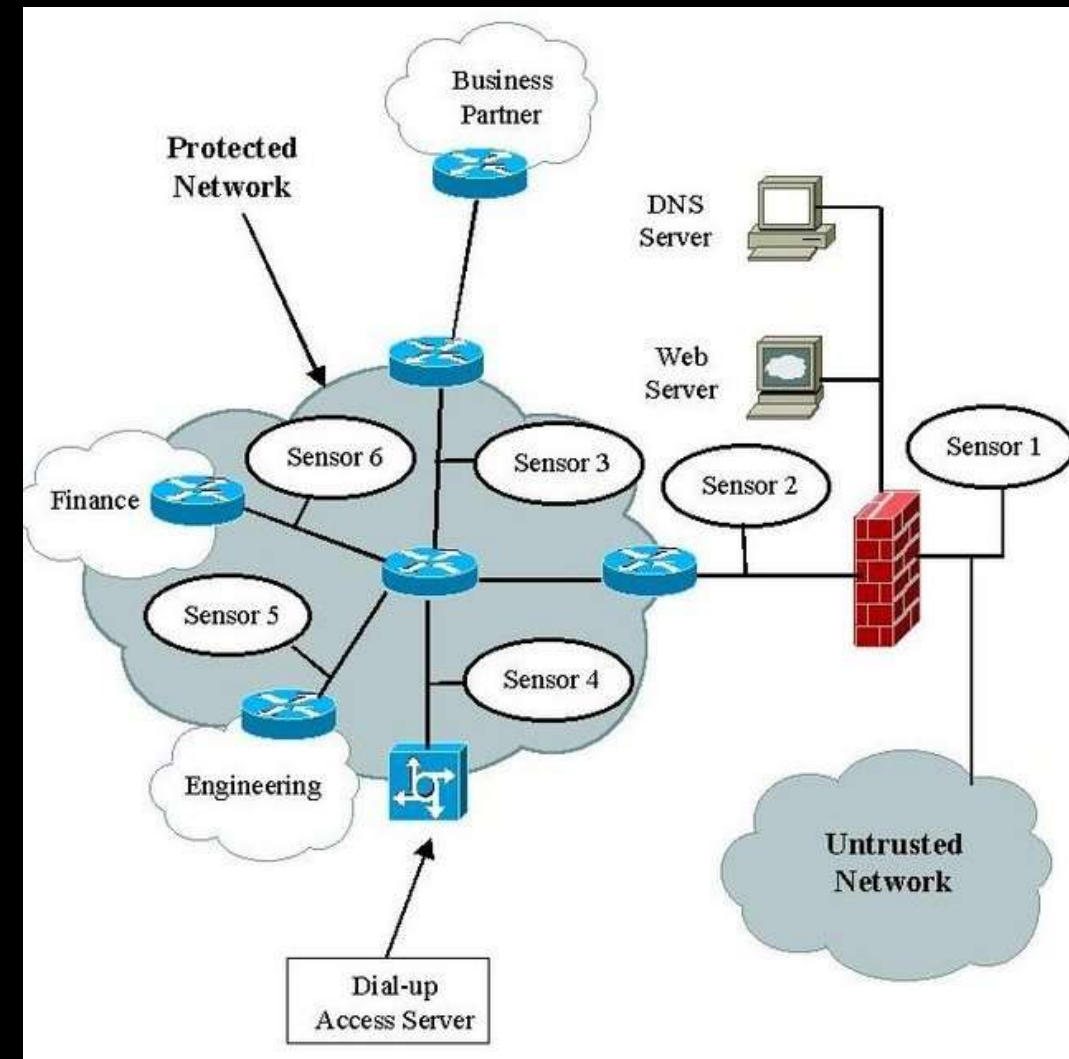 Business
Partner
Protected
Network
DNS
Server
Web
Server
Sensor 1
Sensor 6
Sensor 3
Sensor 2
Finance
Sensor 5
Sensor 4
Engineering
Untrusted
Network
Dial-up
Access Server